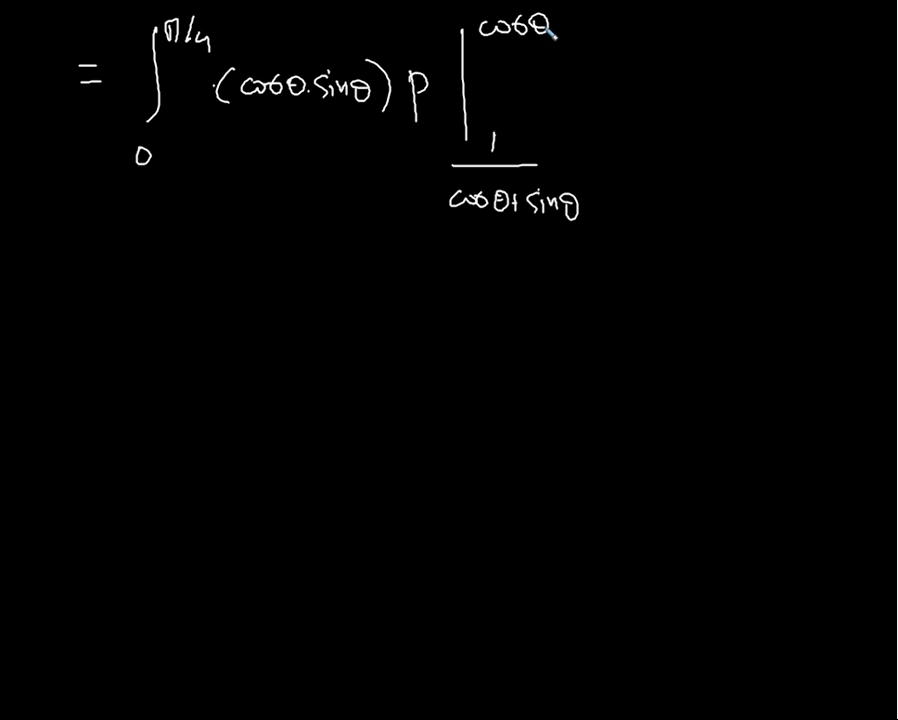 = ∫₀^{π/4} (cosθ.sinθ) ρ |_{1/(cosθ+sinθ)}^{cosθ}